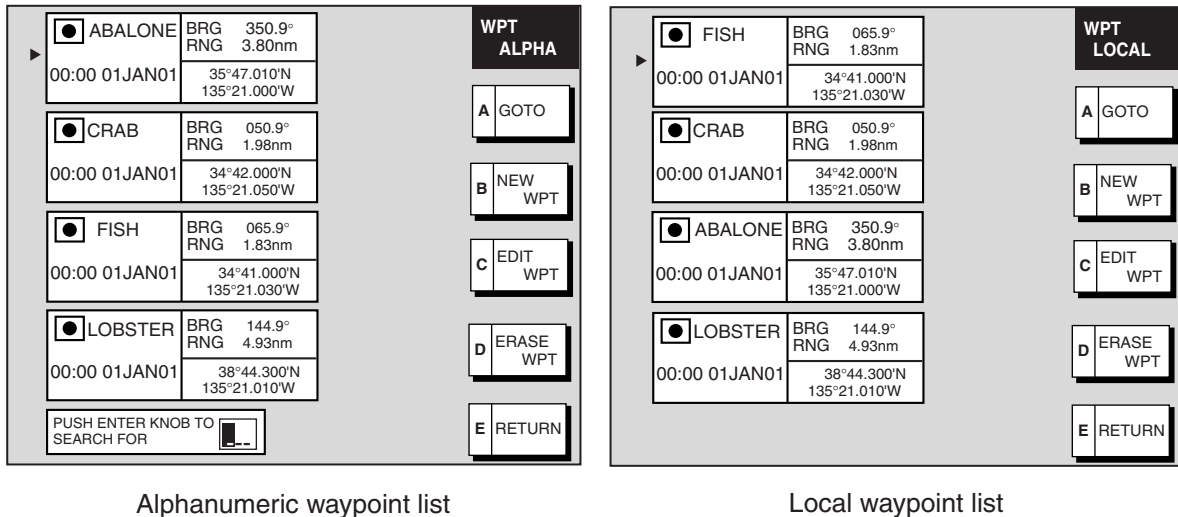 ABALONE
BRG 350.9°
RNG 3.80nm
00:00 01JAN01
35°47.010'N
135°21.000'W
CRAB
BRG 050.9°
RNG 1.98nm
00:00 01JAN01
34°42.000'N
135°21.050'W
FISH
BRG 065.9°
RNG 1.83nm
00:00 01JAN01
34°41.000'N
135°21.030'W
LOBSTER
BRG 144.9°
RNG 4.93nm
00:00 01JAN01
38°44.300'N
135°21.010'W
PUSH ENTER KNOB TO
SEARCH FOR
WPT
ALPHA
A GOTO
B NEW
WPT
C EDIT
WPT
D ERASE
WPT
E RETURN
Alphanumeric waypoint list
FISH
BRG 065.9°
RNG 1.83nm
00:00 01JAN01
34°41.000'N
135°21.030'W
CRAB
BRG 050.9°
RNG 1.98nm
00:00 01JAN01
34°42.000'N
135°21.050'W
ABALONE
BRG 350.9°
RNG 3.80nm
00:00 01JAN01
35°47.010'N
135°21.000'W
LOBSTER
BRG 144.9°
RNG 4.93nm
00:00 01JAN01
38°44.300'N
135°21.010'W
WPT
LOCAL
A GOTO
B NEW
WPT
C EDIT
WPT
D ERASE
WPT
E RETURN
Local waypoint list